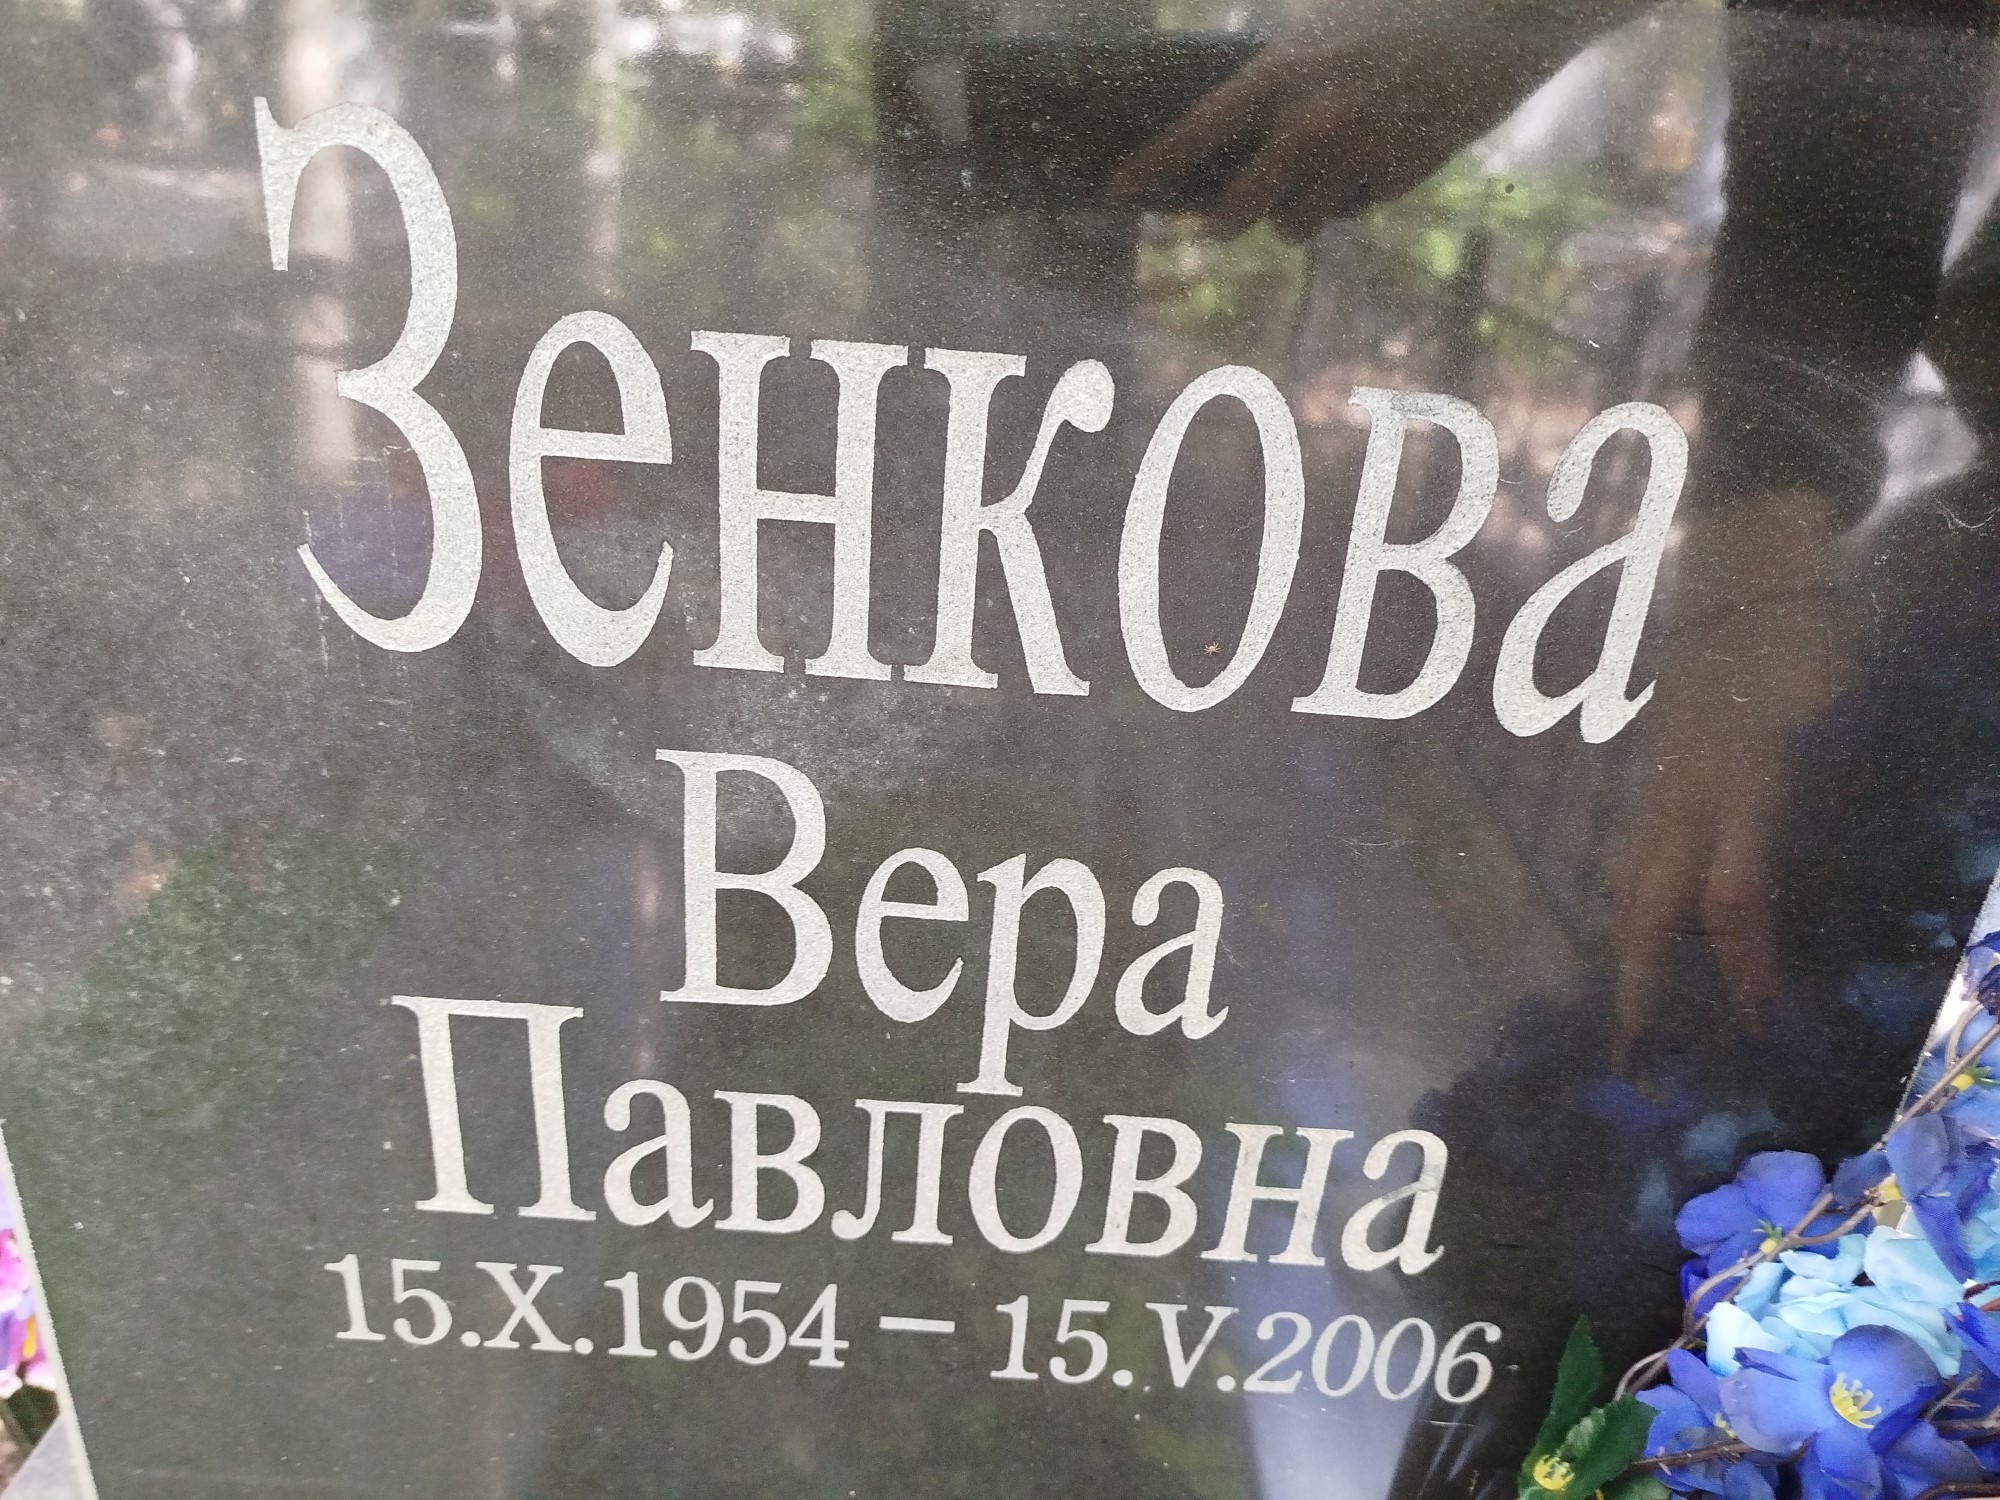 Зенкова
Вера
Павловна
15.X.1954 – 15.V.2006